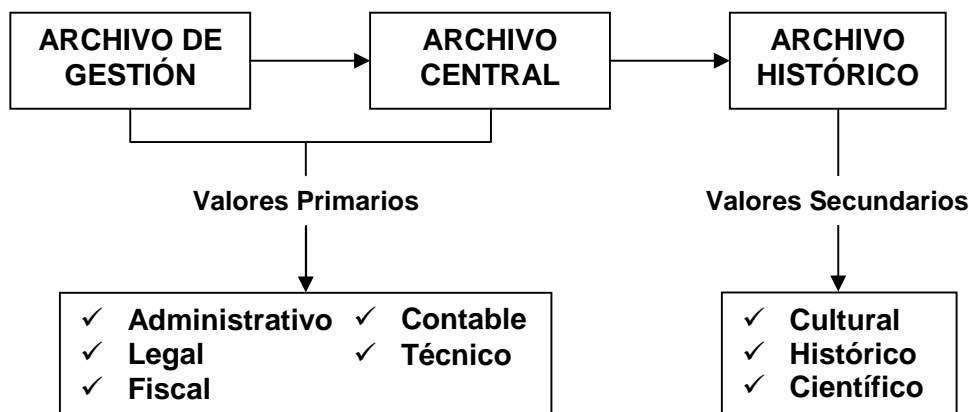 ARCHIVO DE
GESTIÓN
ARCHIVO
CENTRAL
ARCHIVO
HISTÓRICO
Valores Primarios
Valores Secundarios
✓ Administrativo
✓ Legal
✓ Fiscal
✓ Contable
✓ Técnico
✓ Cultural
✓ Histórico
✓ Científico